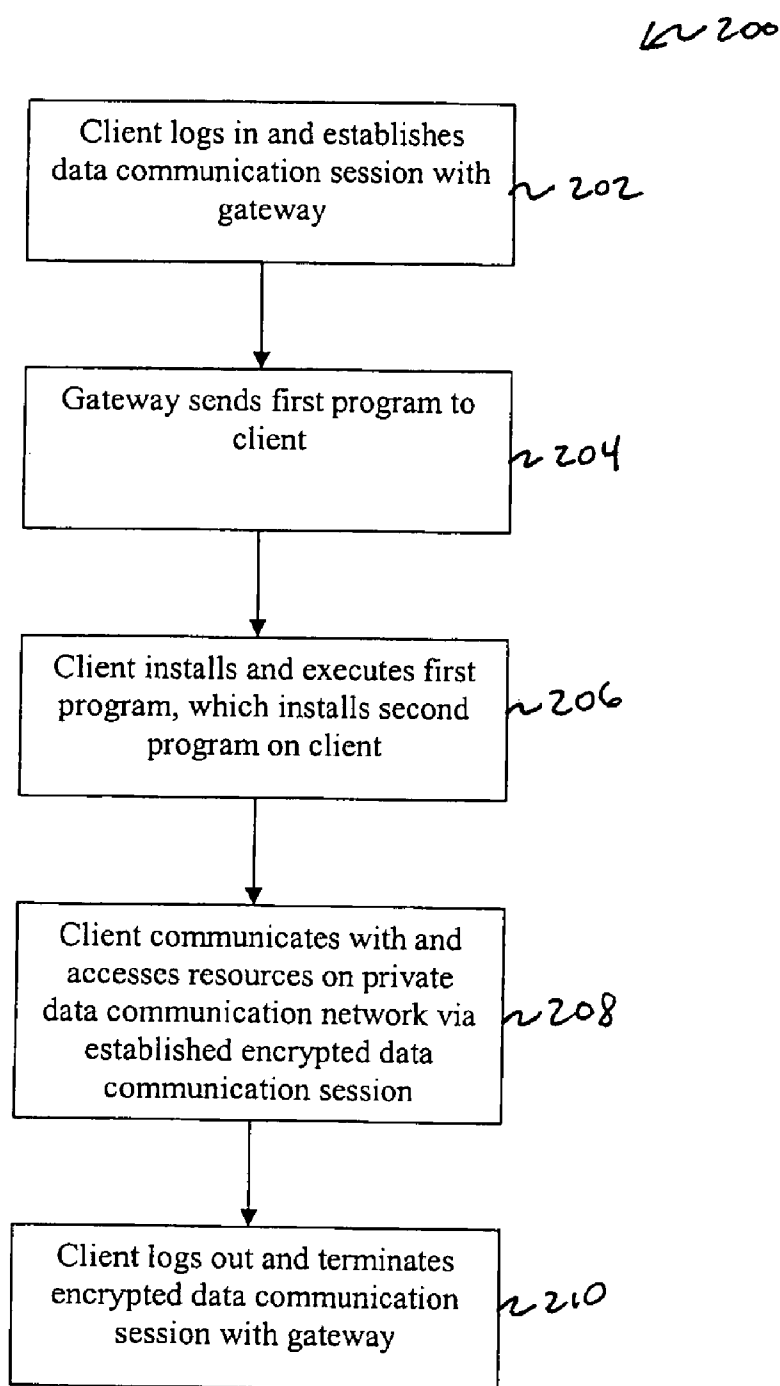 200
Client logs in and establishes
data communication session with
gateway
202
Gateway sends first program to
client
204
Client installs and executes first
program, which installs second
program on client
206
Client communicates with and
accesses resources on private
data communication network via
established encrypted data
communication session
208
Client logs out and terminates
encrypted data communication
session with gateway
210